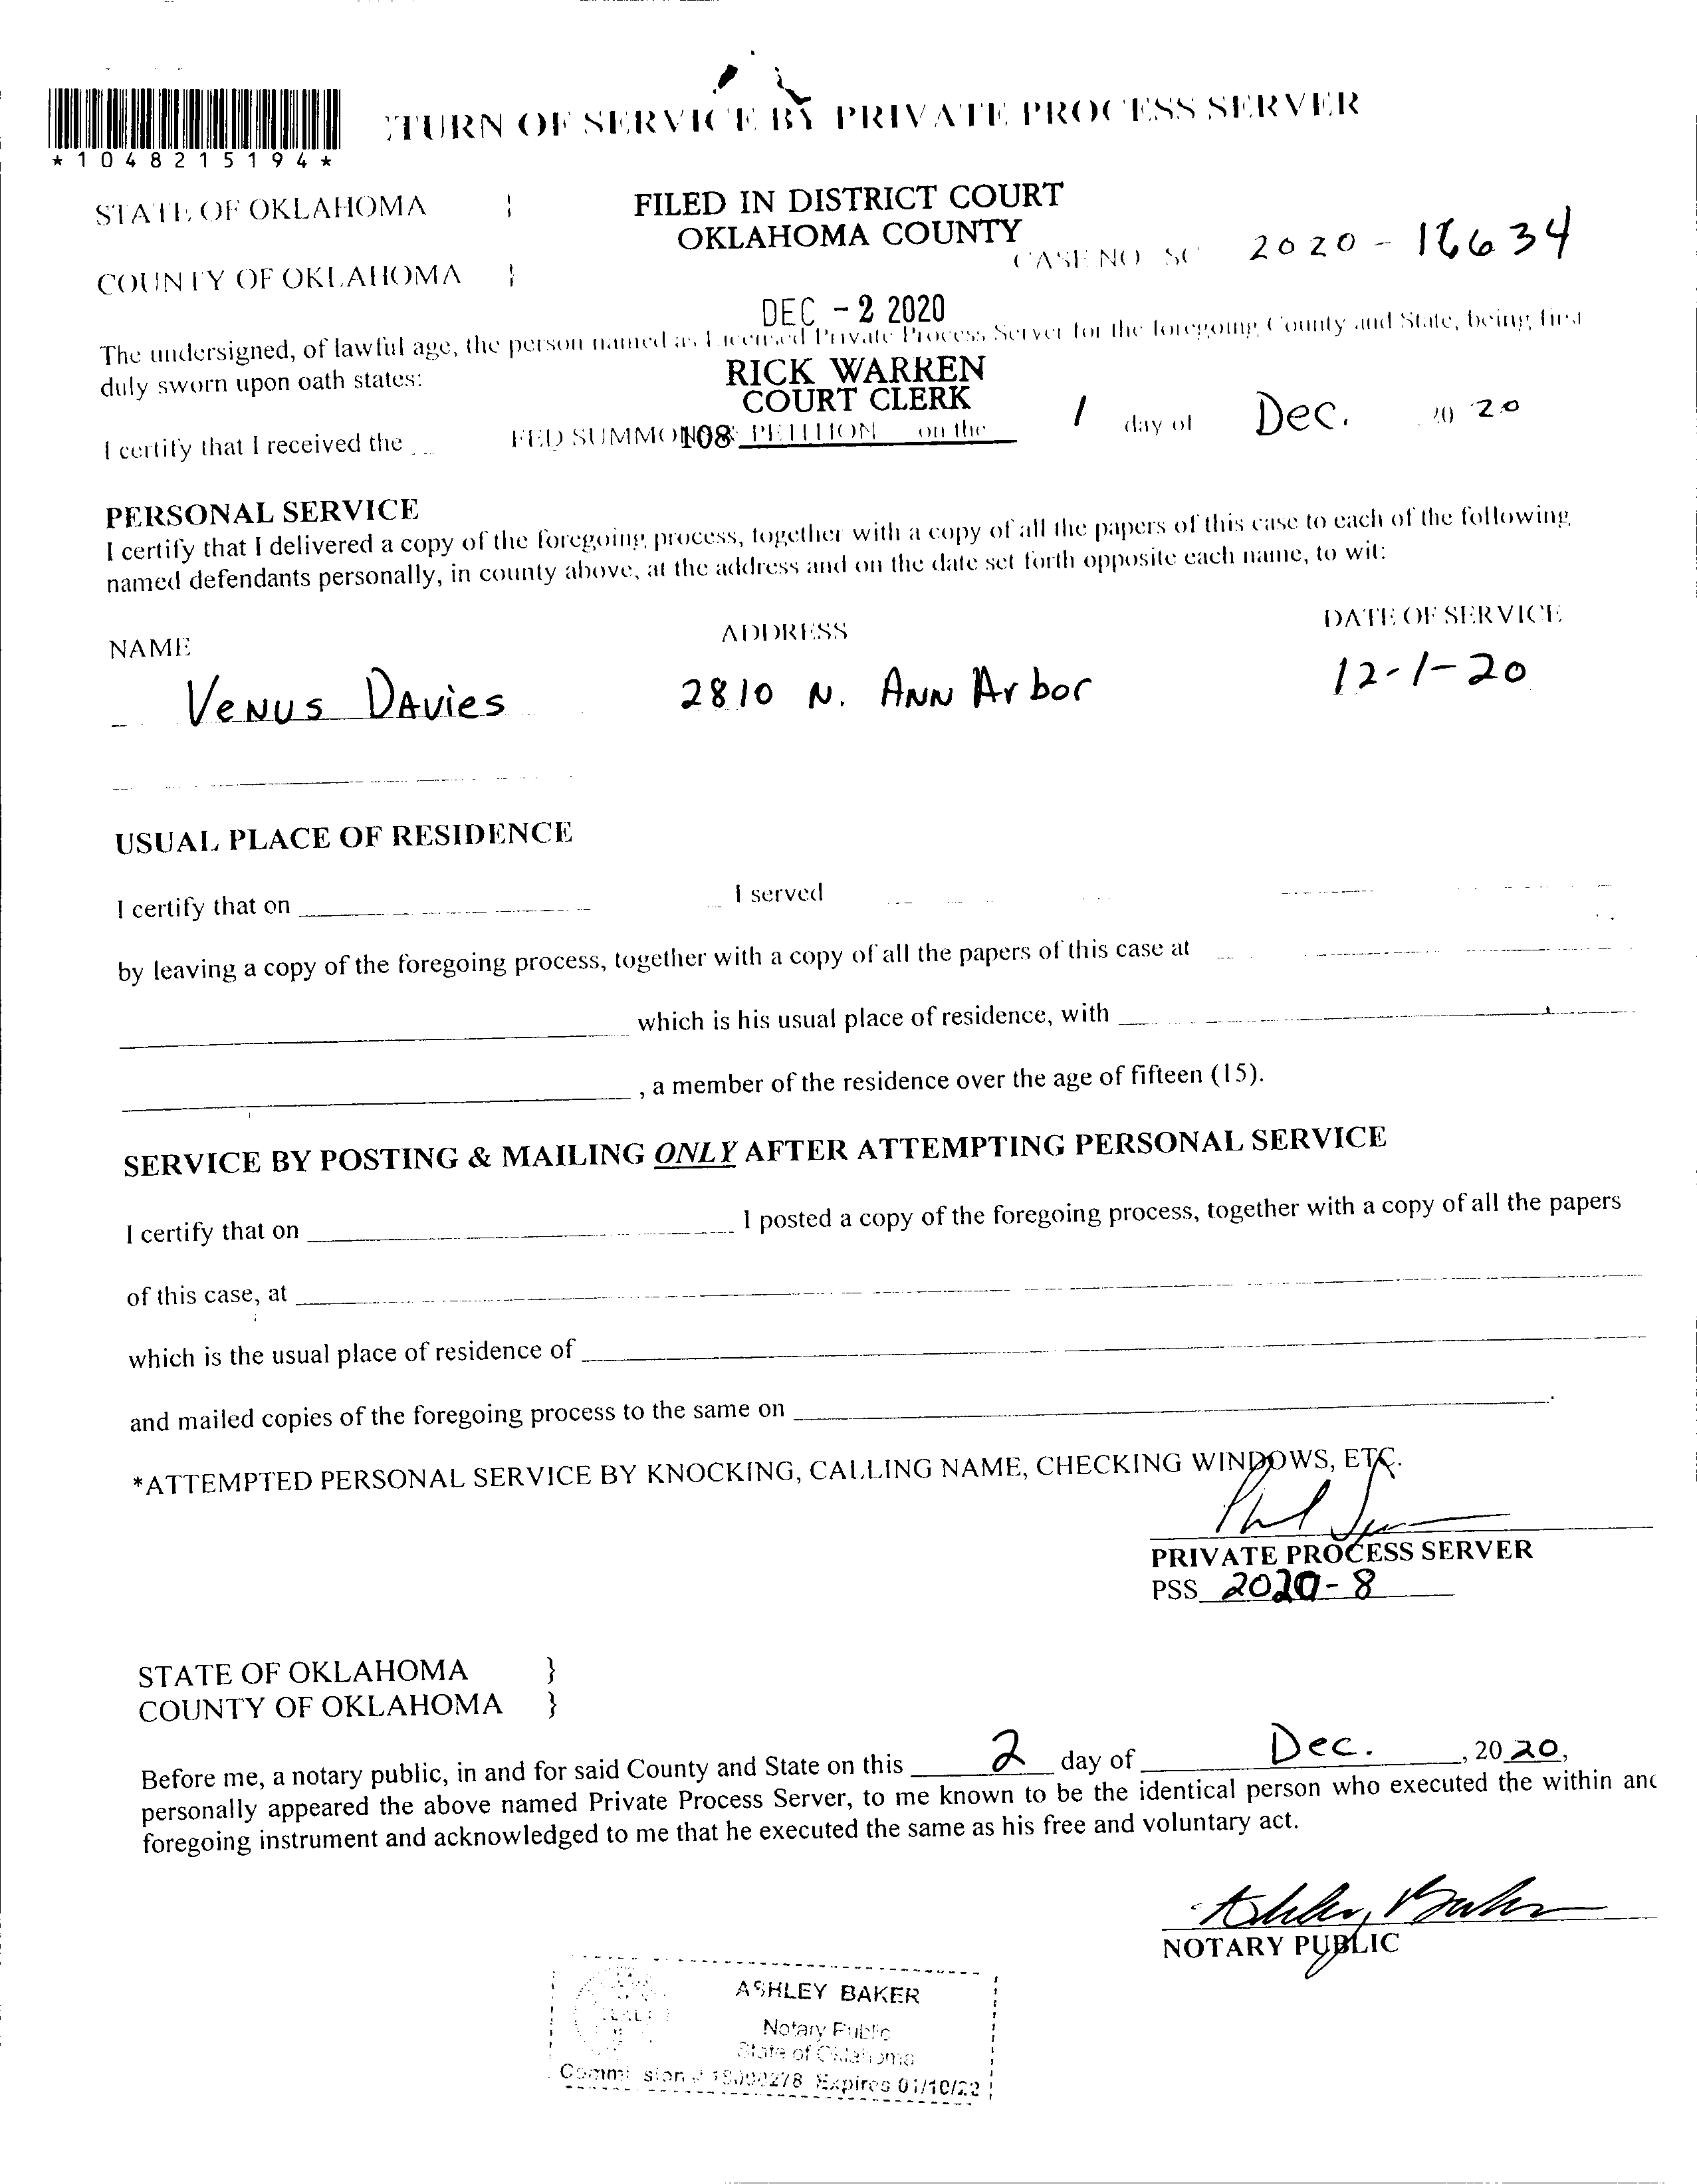 TURN OF SERVICE BY PRIVATE PROCESS SERVER
*1048215194*
STATE OF OKLAHOMA }
FILED IN DISTRICT COURT
OKLAHOMA COUNTY
COUNTY OF OKLAHOMA }
CASE NO SC 2020-
DEC - 2 2020
The undersigned, of lawful age, the person named as Licensed Private Process Server for the foregoing County and State, being first
duly sworn upon oath states:
RICK WARREN
COURT CLERK
I certify that I received the FED SUMMONS & PETITION on the 1 day of Dec. 20 20
108
PERSONAL SERVICE
I certify that I delivered a copy of the foregoing process, together with a copy of all the papers of this case to each of the following
named defendants personally, in county above, at the address and on the date set forth opposite each name, to wit:
NAME ADDRESS DATE OF SERVICE
Venus Davies 2810 N. Ann Arbor 12-1-20
USUAL PLACE OF RESIDENCE
I certify that on I served
by leaving a copy of the foregoing process, together with a copy of all the papers of this case at
which is his usual place of residence, with
, a member of the residence over the age of fifteen (15).
SERVICE BY POSTING & MAILING ONLY AFTER ATTEMPTING PERSONAL SERVICE
I certify that on I posted a copy of the foregoing process, together with a copy of all the papers
of this case, at
which is the usual place of residence of
and mailed copies of the foregoing process to the same on .
*ATTEMPTED PERSONAL SERVICE BY KNOCKING, CALLING NAME, CHECKING WINDOWS, ETC.
PRIVATE PROCESS SERVER
PSS 2020-8
STATE OF OKLAHOMA }
COUNTY OF OKLAHOMA }
Before me, a notary public, in and for said County and State on this 2 day of Dec. , 20 20,
personally appeared the above named Private Process Server, to me known to be the identical person who executed the within and
foregoing instrument and acknowledged to me that he executed the same as his free and voluntary act.
Ashley Baker
NOTARY PUBLIC
ASHLEY BAKER
Notary Public
State of Oklahoma
Commission # Expires 01/10/22